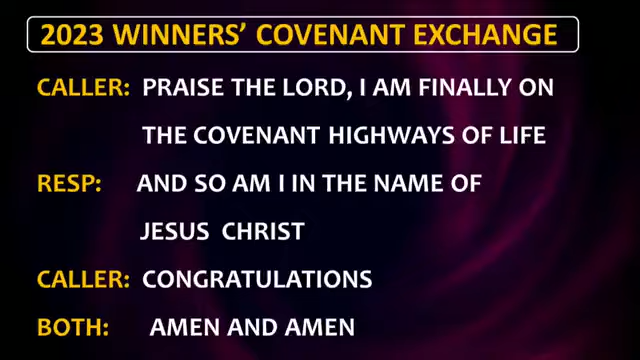 2023 WINNERS’ COVENANT EXCHANGE
CALLER: PRAISE THE LORD, I AM FINALLY ON
THE COVENANT HIGHWAYS OF LIFE
RESP: AND SO AM I IN THE NAME OF
JESUS CHRIST
CALLER: CONGRATULATIONS
BOTH: AMEN AND AMEN